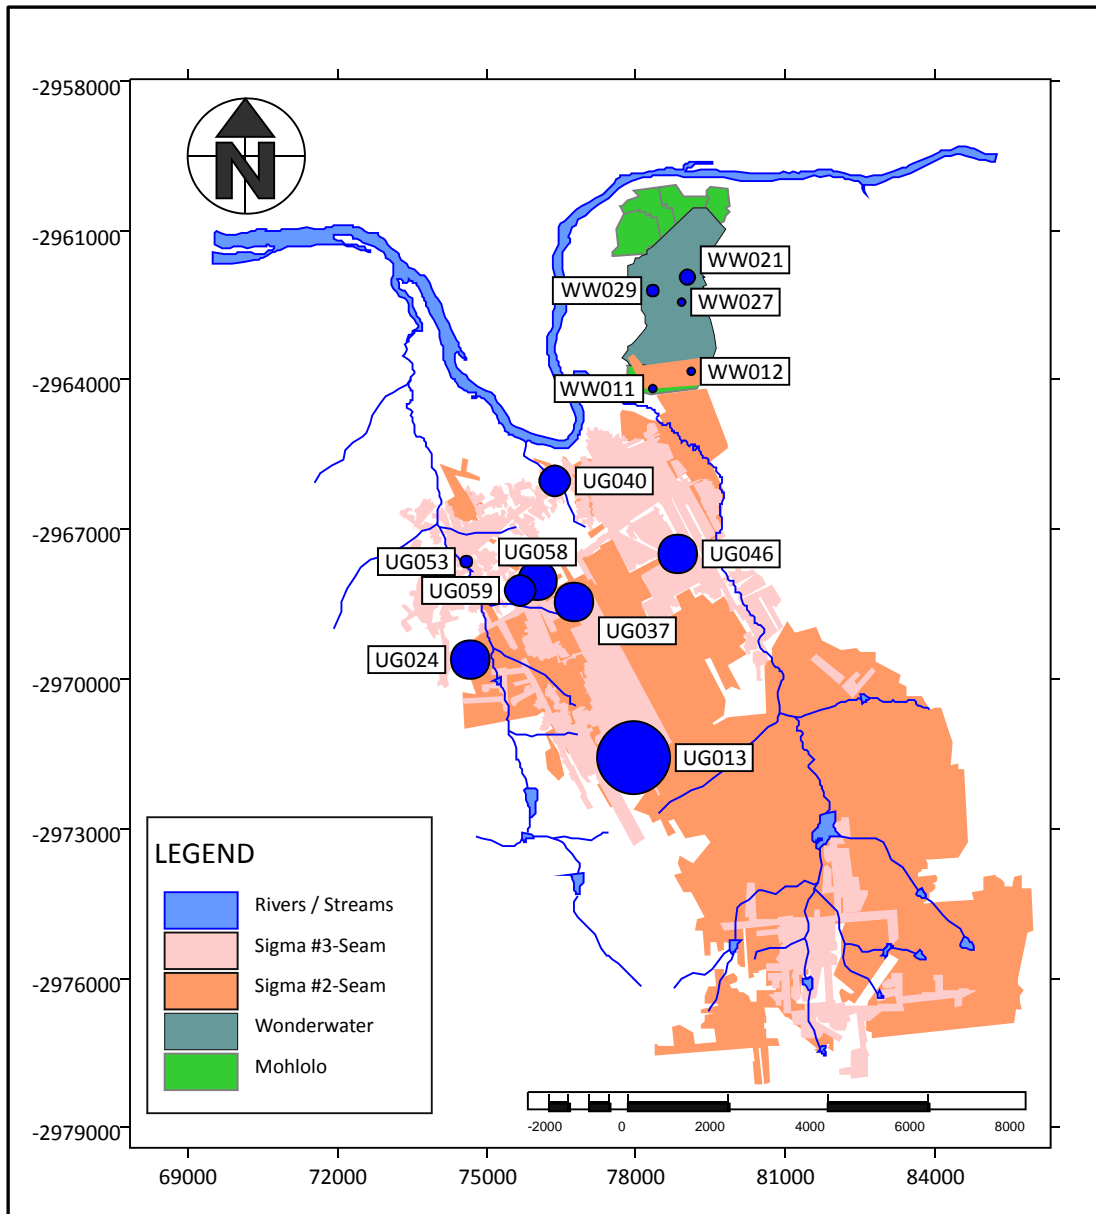 -2958000
N
-2961000
WW021
WW029
WW027
-2964000
WW012
WW011
UG040
-2967000
UG058
UG046
UG053
UG059
UG037
UG024
-2970000
UG013
-2973000
LEGEND
Rivers / Streams
Sigma #3-Seam
Sigma #2-Seam
Wonderwater
Mohlolo
-2976000
-2979000
-2000 0 2000 4000 6000 8000
69000 72000 75000 78000 81000 84000